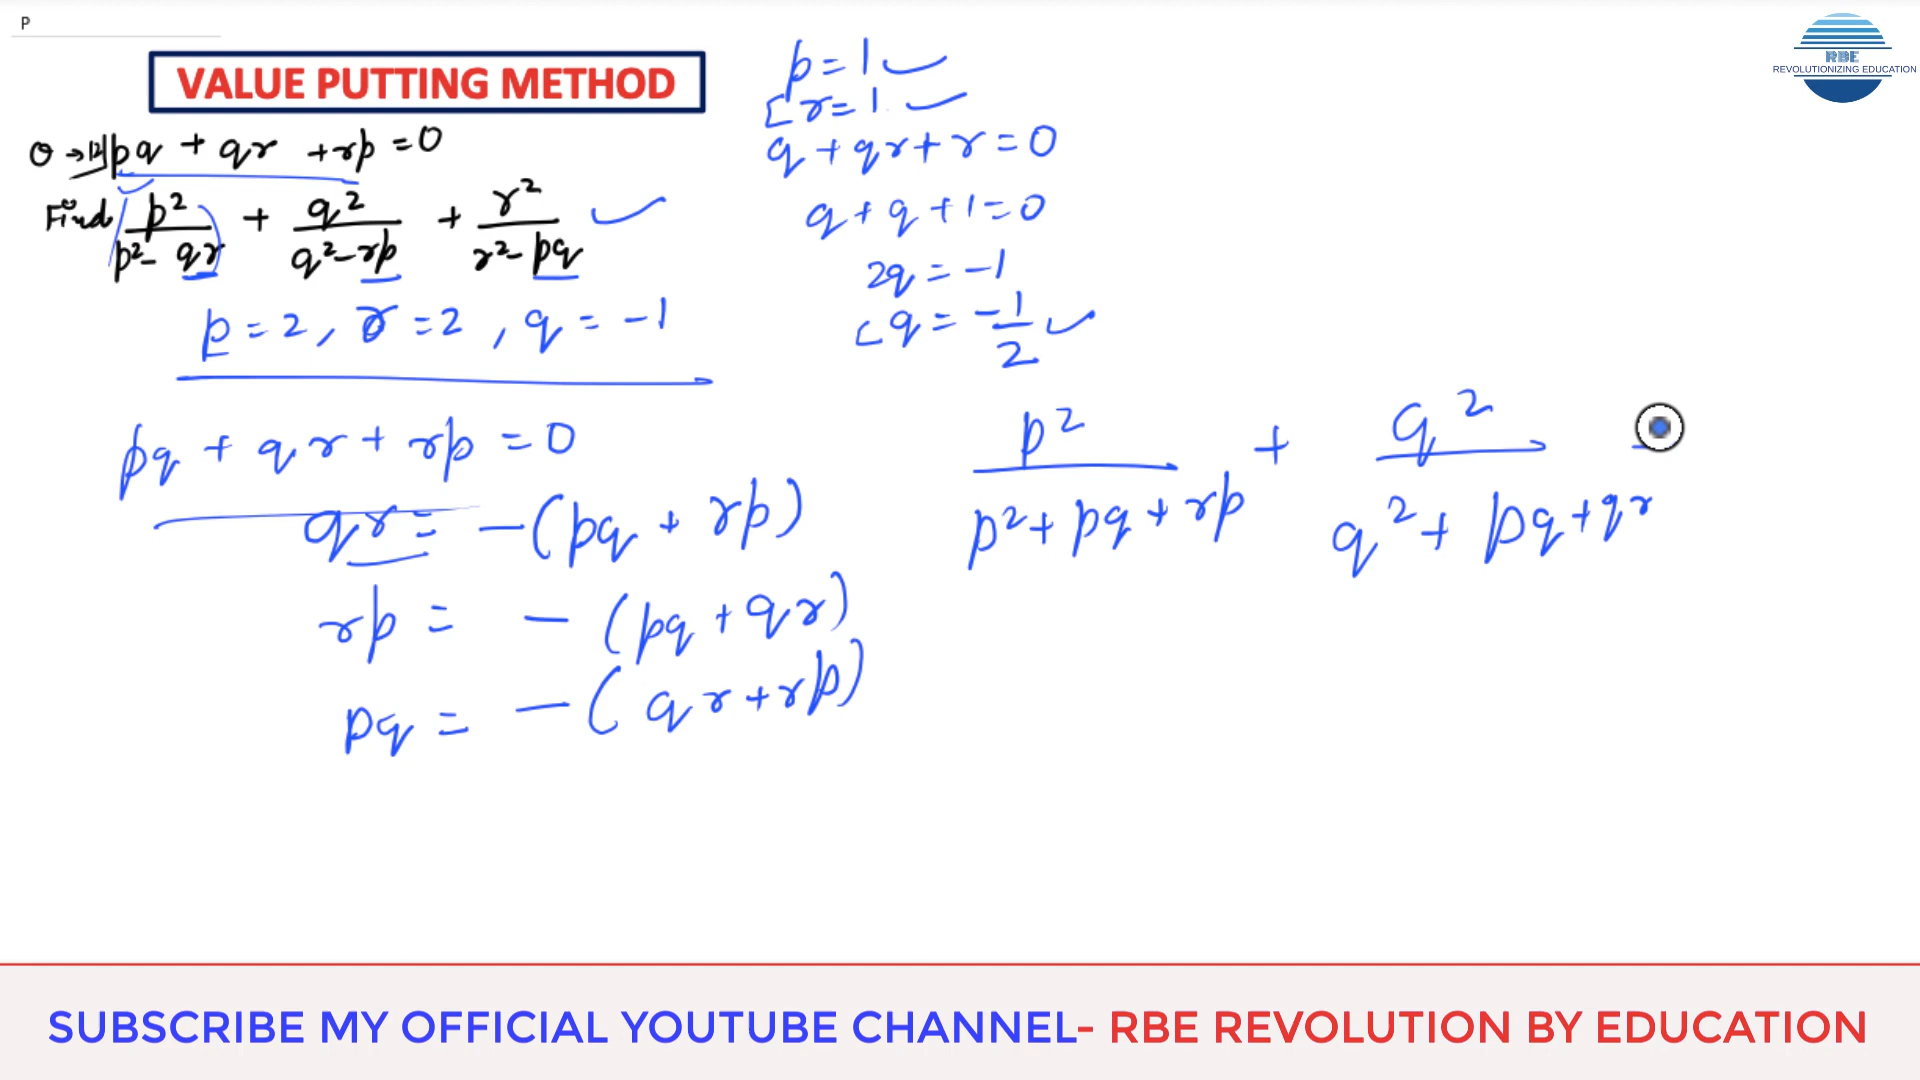 P
RBE
REVOLUTIONIZING EDUCATION
VALUE PUTTING METHOD
pq + qr + rp = 0
Find p²/(p² - qr) + q²/(q² - rp) + r²/(r² - pq)
p = 2, r = 2, q = -1
p = 1
r = 1
q + qr + r = 0
q + q + 1 = 0
2q = -1
q = -1/2
pq + qr + rp = 0
qr = -(pq + rp)
rp = -(pq + qr)
pq = -(qr + rp)
p²/(p² + pq + rp) + q²/(q² + pq + qr)
SUBSCRIBE MY OFFICIAL YOUTUBE CHANNEL- RBE REVOLUTION BY EDUCATION